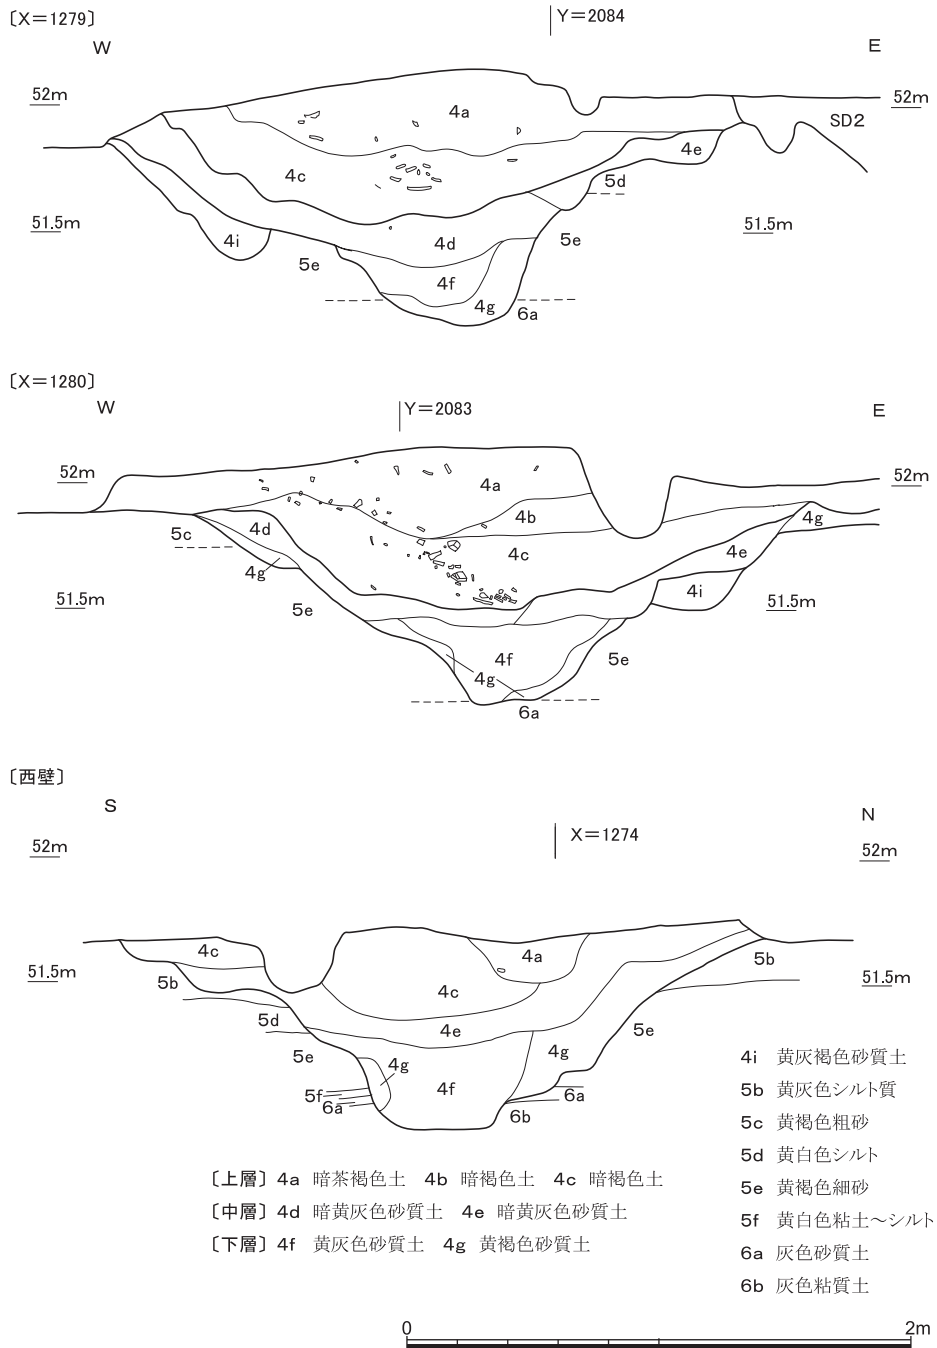 〔X＝1279〕
Y＝2084
W
E
52m
52m
4a
SD2
4c
4e
5d
51.5m
51.5m
4i
4d
5e
5e
4f
4g
6a
〔X＝1280〕
W
Y＝2083
E
52m
52m
4a
4b
4g
5c
4d
4c
4e
4g
4i
51.5m
51.5m
5e
4f
5e
4g
6a
〔西壁〕
S
N
X＝1274
52m
52m
4c
4a
5b
51.5m
51.5m
5b
4c
5d
4e
5e
5e
4g
4g
4f
5f
6a
6a
6b
4i 黄灰褐色砂質土
5b 黄灰色シルト質
5c 黄褐色粗砂
5d 黄白色シルト
5e 黄褐色細砂
5f 黄白色粘土～シルト
6a 灰色砂質土
6b 灰色粘質土
〔上層〕 4a 暗茶褐色土 4b 暗褐色土 4c 暗褐色土
〔中層〕 4d 暗黄灰色砂質土 4e 暗黄灰色砂質土
〔下層〕 4f 黄灰色砂質土 4g 黄褐色砂質土
0
2m